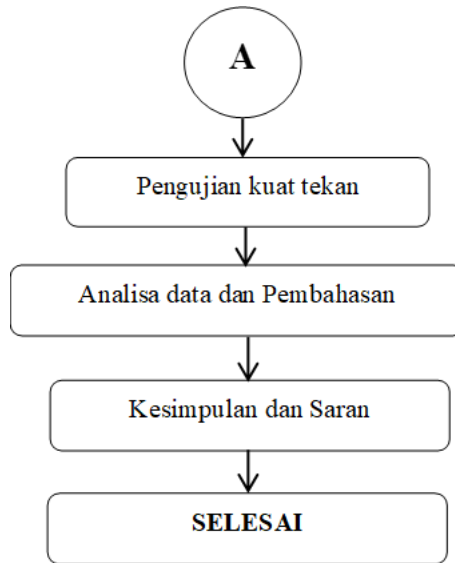 A
Pengujian kuat tekan
Analisa data dan Pembahasan
Kesimpulan dan Saran
SELESAI